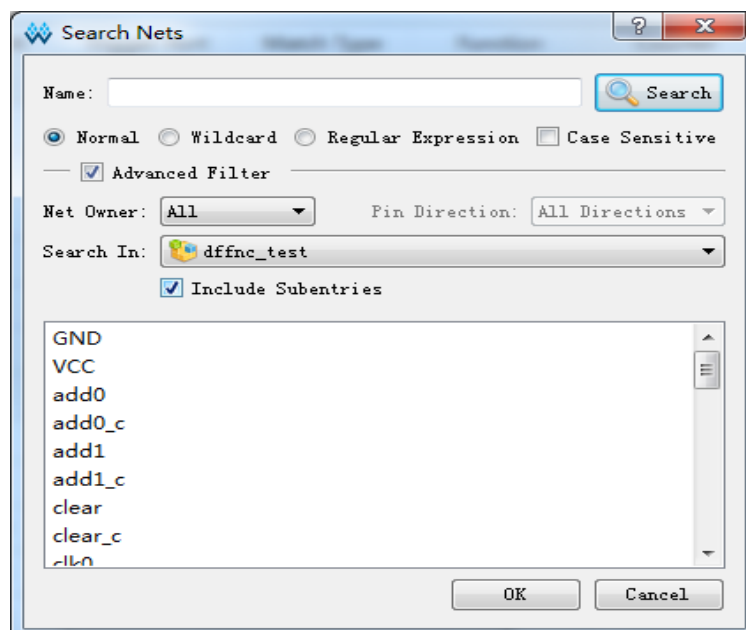 Search Nets
Name:
Search
Normal Wildcard Regular Expression Case Sensitive
Advanced Filter
Net Owner: All Pin Direction: All Directions
Search In: dffnc_test
Include Subentries
GND
VCC
add0
add0_c
add1
add1_c
clear
clear_c
clk0
OK Cancel